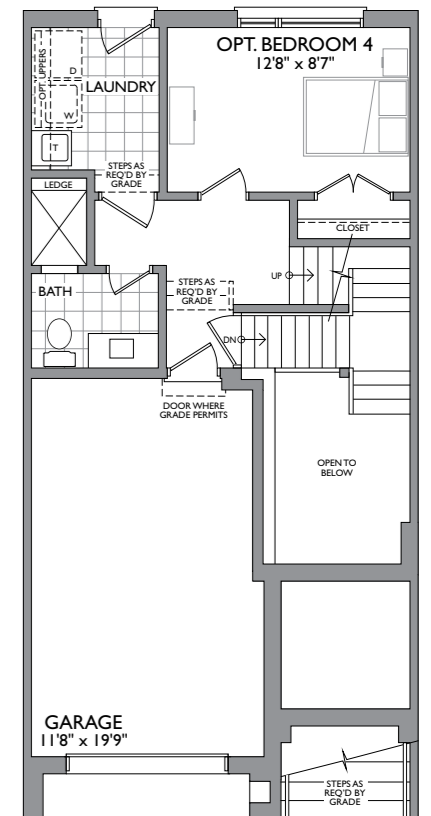 OPT. BEDROOM 4
12'8" x 8'7"
OPT. UPPERS
D
LAUNDRY
W
T
STEPS AS
REQ'D BY
GRADE
LEDGE
CLOSET
UP
BATH
STEPS AS
REQ'D BY
GRADE
DN
DOOR WHERE
GRADE PERMITS
OPEN TO
BELOW
GARAGE
11'8" x 19'9"
STEPS AS
REQ'D BY
GRADE